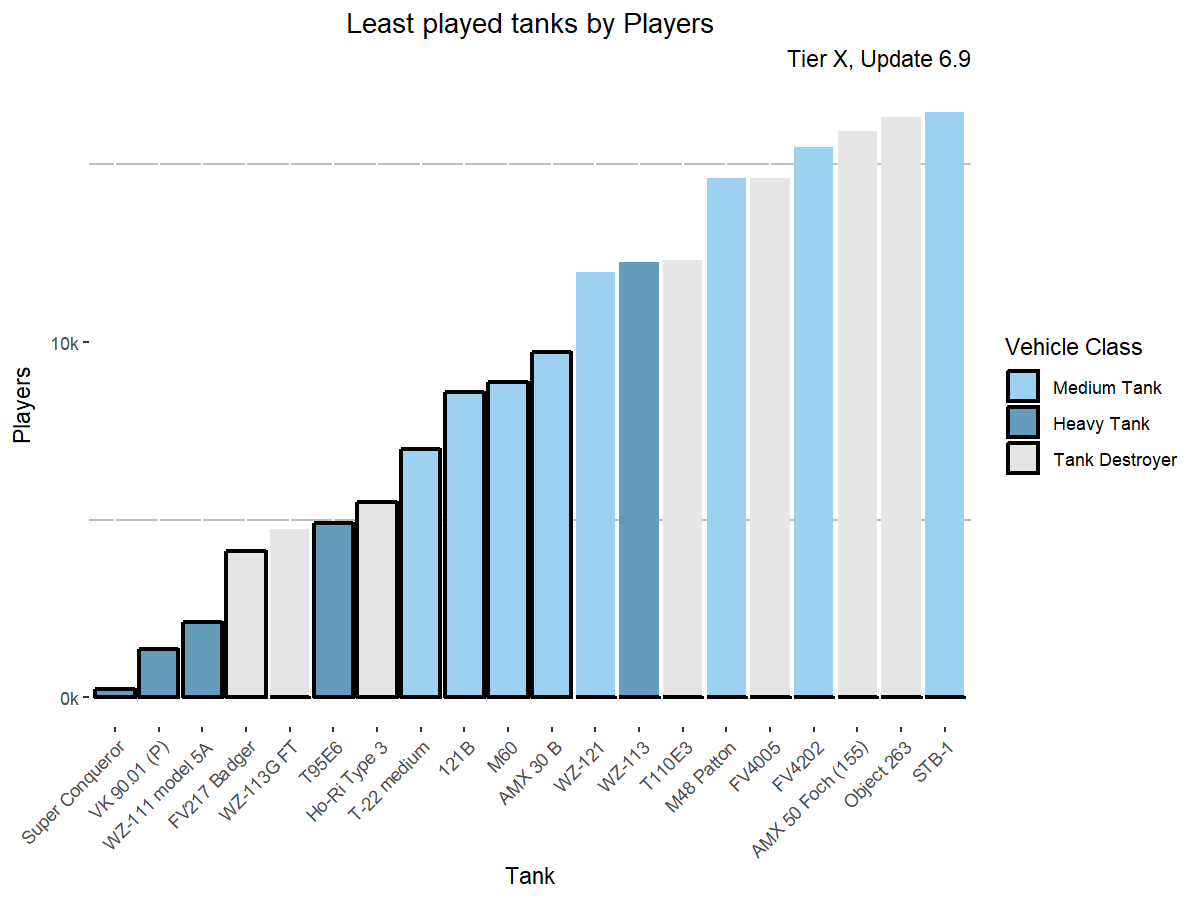 Least played tanks by Players
Tier X, Update 6.9
Players
10k
0k
Super Conqueror
VK 90.01 (P)
WZ-111 model 5A
FV217 Badger
WZ-113G FT
T95E6
Ho-Ri Type 3
T-22 medium
121B
M60
AMX 30 B
WZ-121
WZ-113
T110E3
M48 Patton
FV4005
FV4202
AMX 50 Foch (155)
Object 263
STB-1
Tank
Vehicle Class
Medium Tank
Heavy Tank
Tank Destroyer